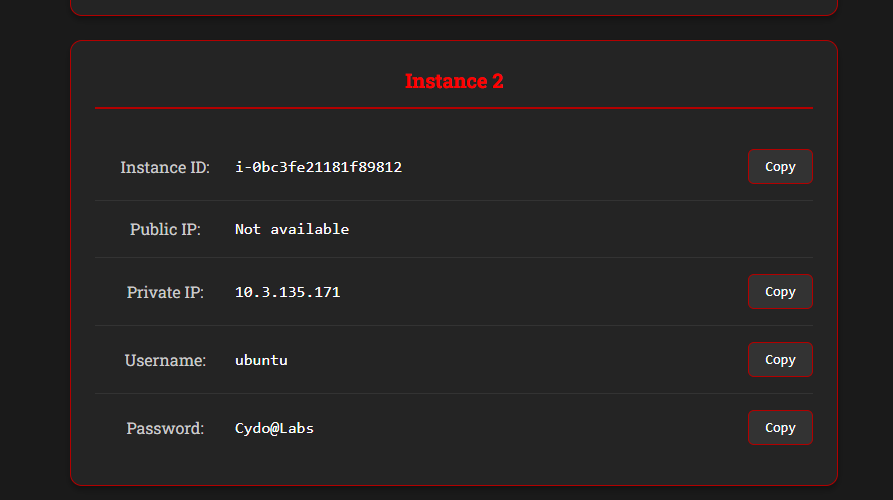 Instance 2
Instance ID: i-0bc3fe21181f89812 Copy
Public IP: Not available
Private IP: 10.3.135.171 Copy
Username: ubuntu Copy
Password: Cydo@Labs Copy